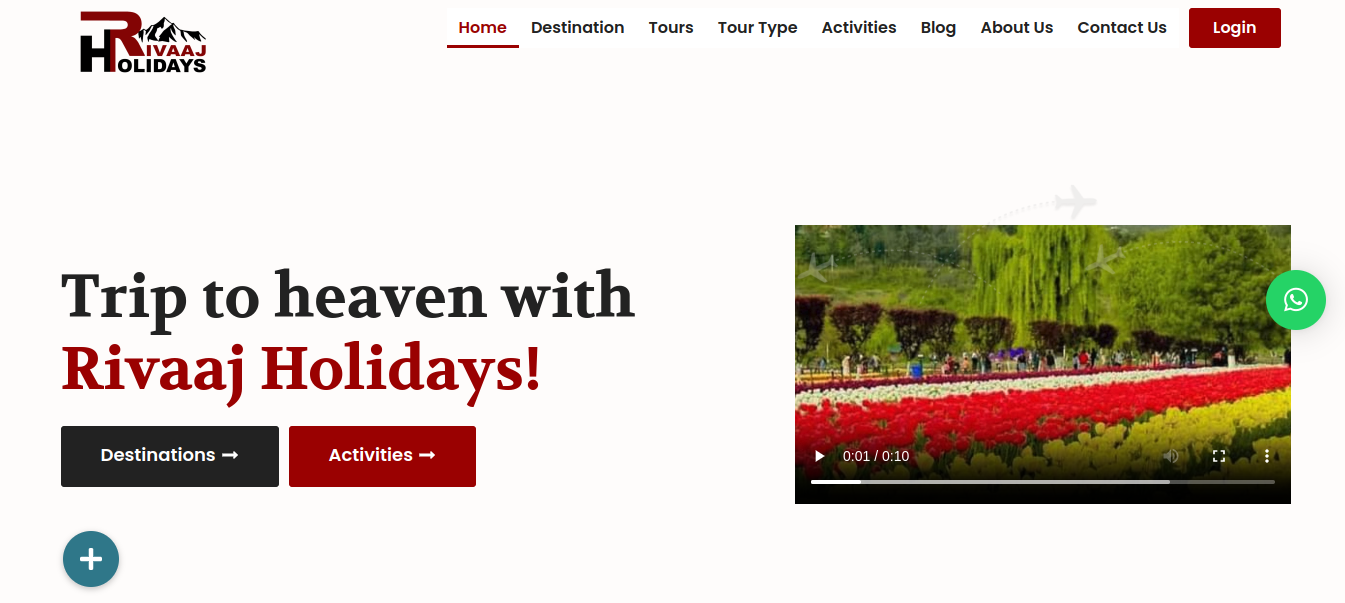 RIVAAJ
HOLIDAYS
Home Destination Tours Tour Type Activities Blog About Us Contact Us Login
Trip to heaven with
Rivaaj Holidays!
Destinations ➞ Activities ➞
0:01 / 0:10